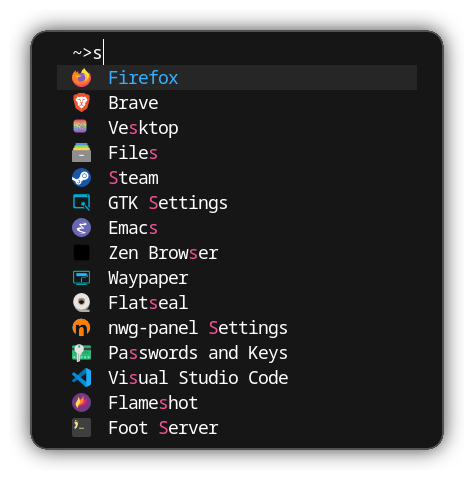 ~>s
Firefox
Brave
Vesktop
Files
Steam
GTK Settings
Emacs
Zen Browser
Waypaper
Flatseal
nwg-panel Settings
Passwords and Keys
Visual Studio Code
Flameshot
Foot Server